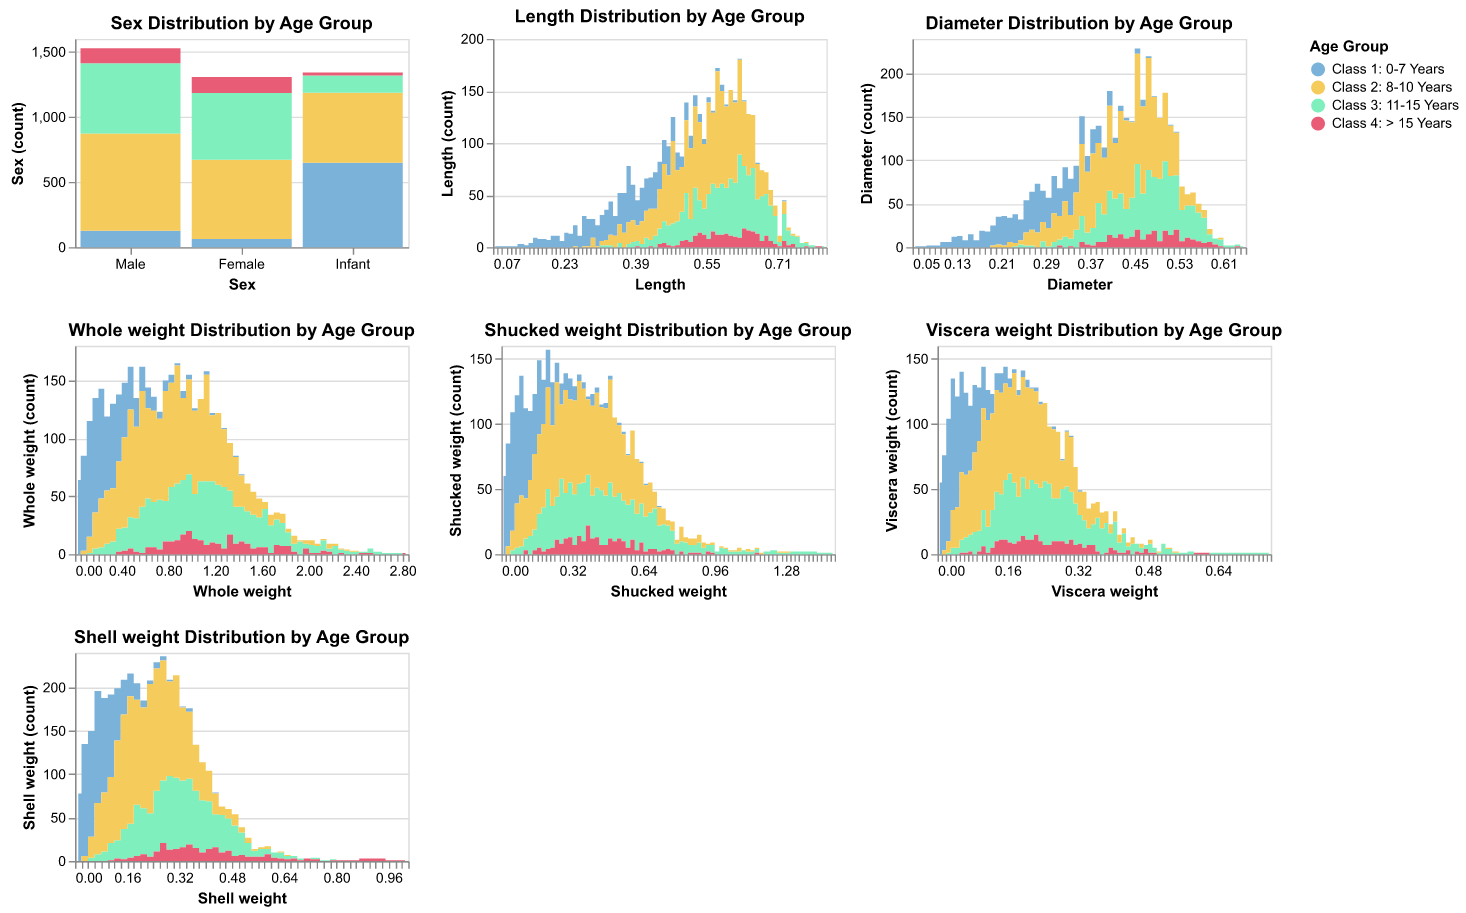 Sex Distribution by Age Group
Sex (count)
1,500
1,000
500
0
Male Female Infant
Sex
Length Distribution by Age Group
Length (count)
200
150
100
50
0
0.07 0.23 0.39 0.55 0.71
Length
Diameter Distribution by Age Group
Diameter (count)
200
150
100
50
0
0.05 0.13 0.21 0.29 0.37 0.45 0.53 0.61
Diameter
Age Group
Class 1: 0-7 Years
Class 2: 8-10 Years
Class 3: 11-15 Years
Class 4: > 15 Years
Whole weight Distribution by Age Group
Whole weight (count)
150
100
50
0
0.00 0.40 0.80 1.20 1.60 2.00 2.40 2.80
Whole weight
Shucked weight Distribution by Age Group
Shucked weight (count)
150
100
50
0
0.00 0.32 0.64 0.96 1.28
Shucked weight
Viscera weight Distribution by Age Group
Viscera weight (count)
150
100
50
0
0.00 0.16 0.32 0.48 0.64
Viscera weight
Shell weight Distribution by Age Group
Shell weight (count)
200
150
100
50
0
0.00 0.16 0.32 0.48 0.64 0.80 0.96
Shell weight